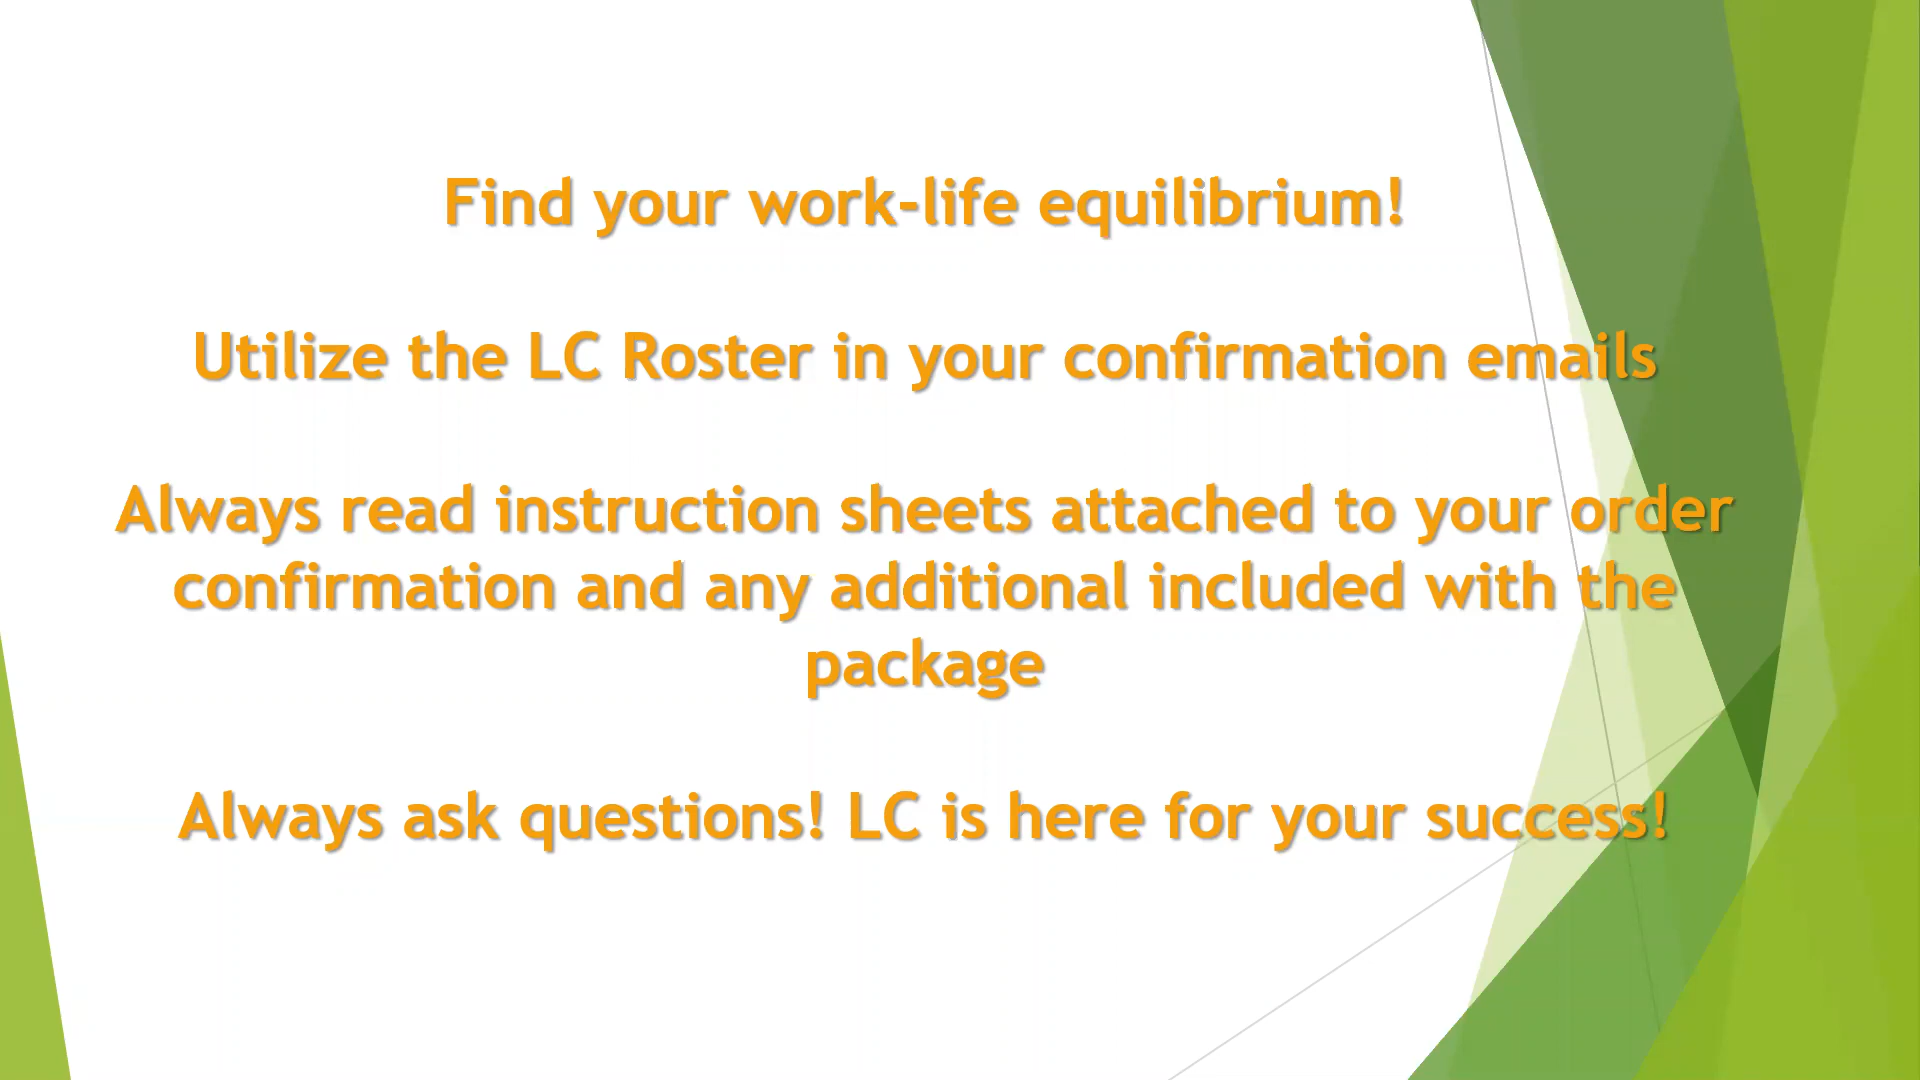 Find your work-life equilibrium!
Utilize the LC Roster in your confirmation emails
Always read instruction sheets attached to your order
confirmation and any additional included with the
package
Always ask questions! LC is here for your success!